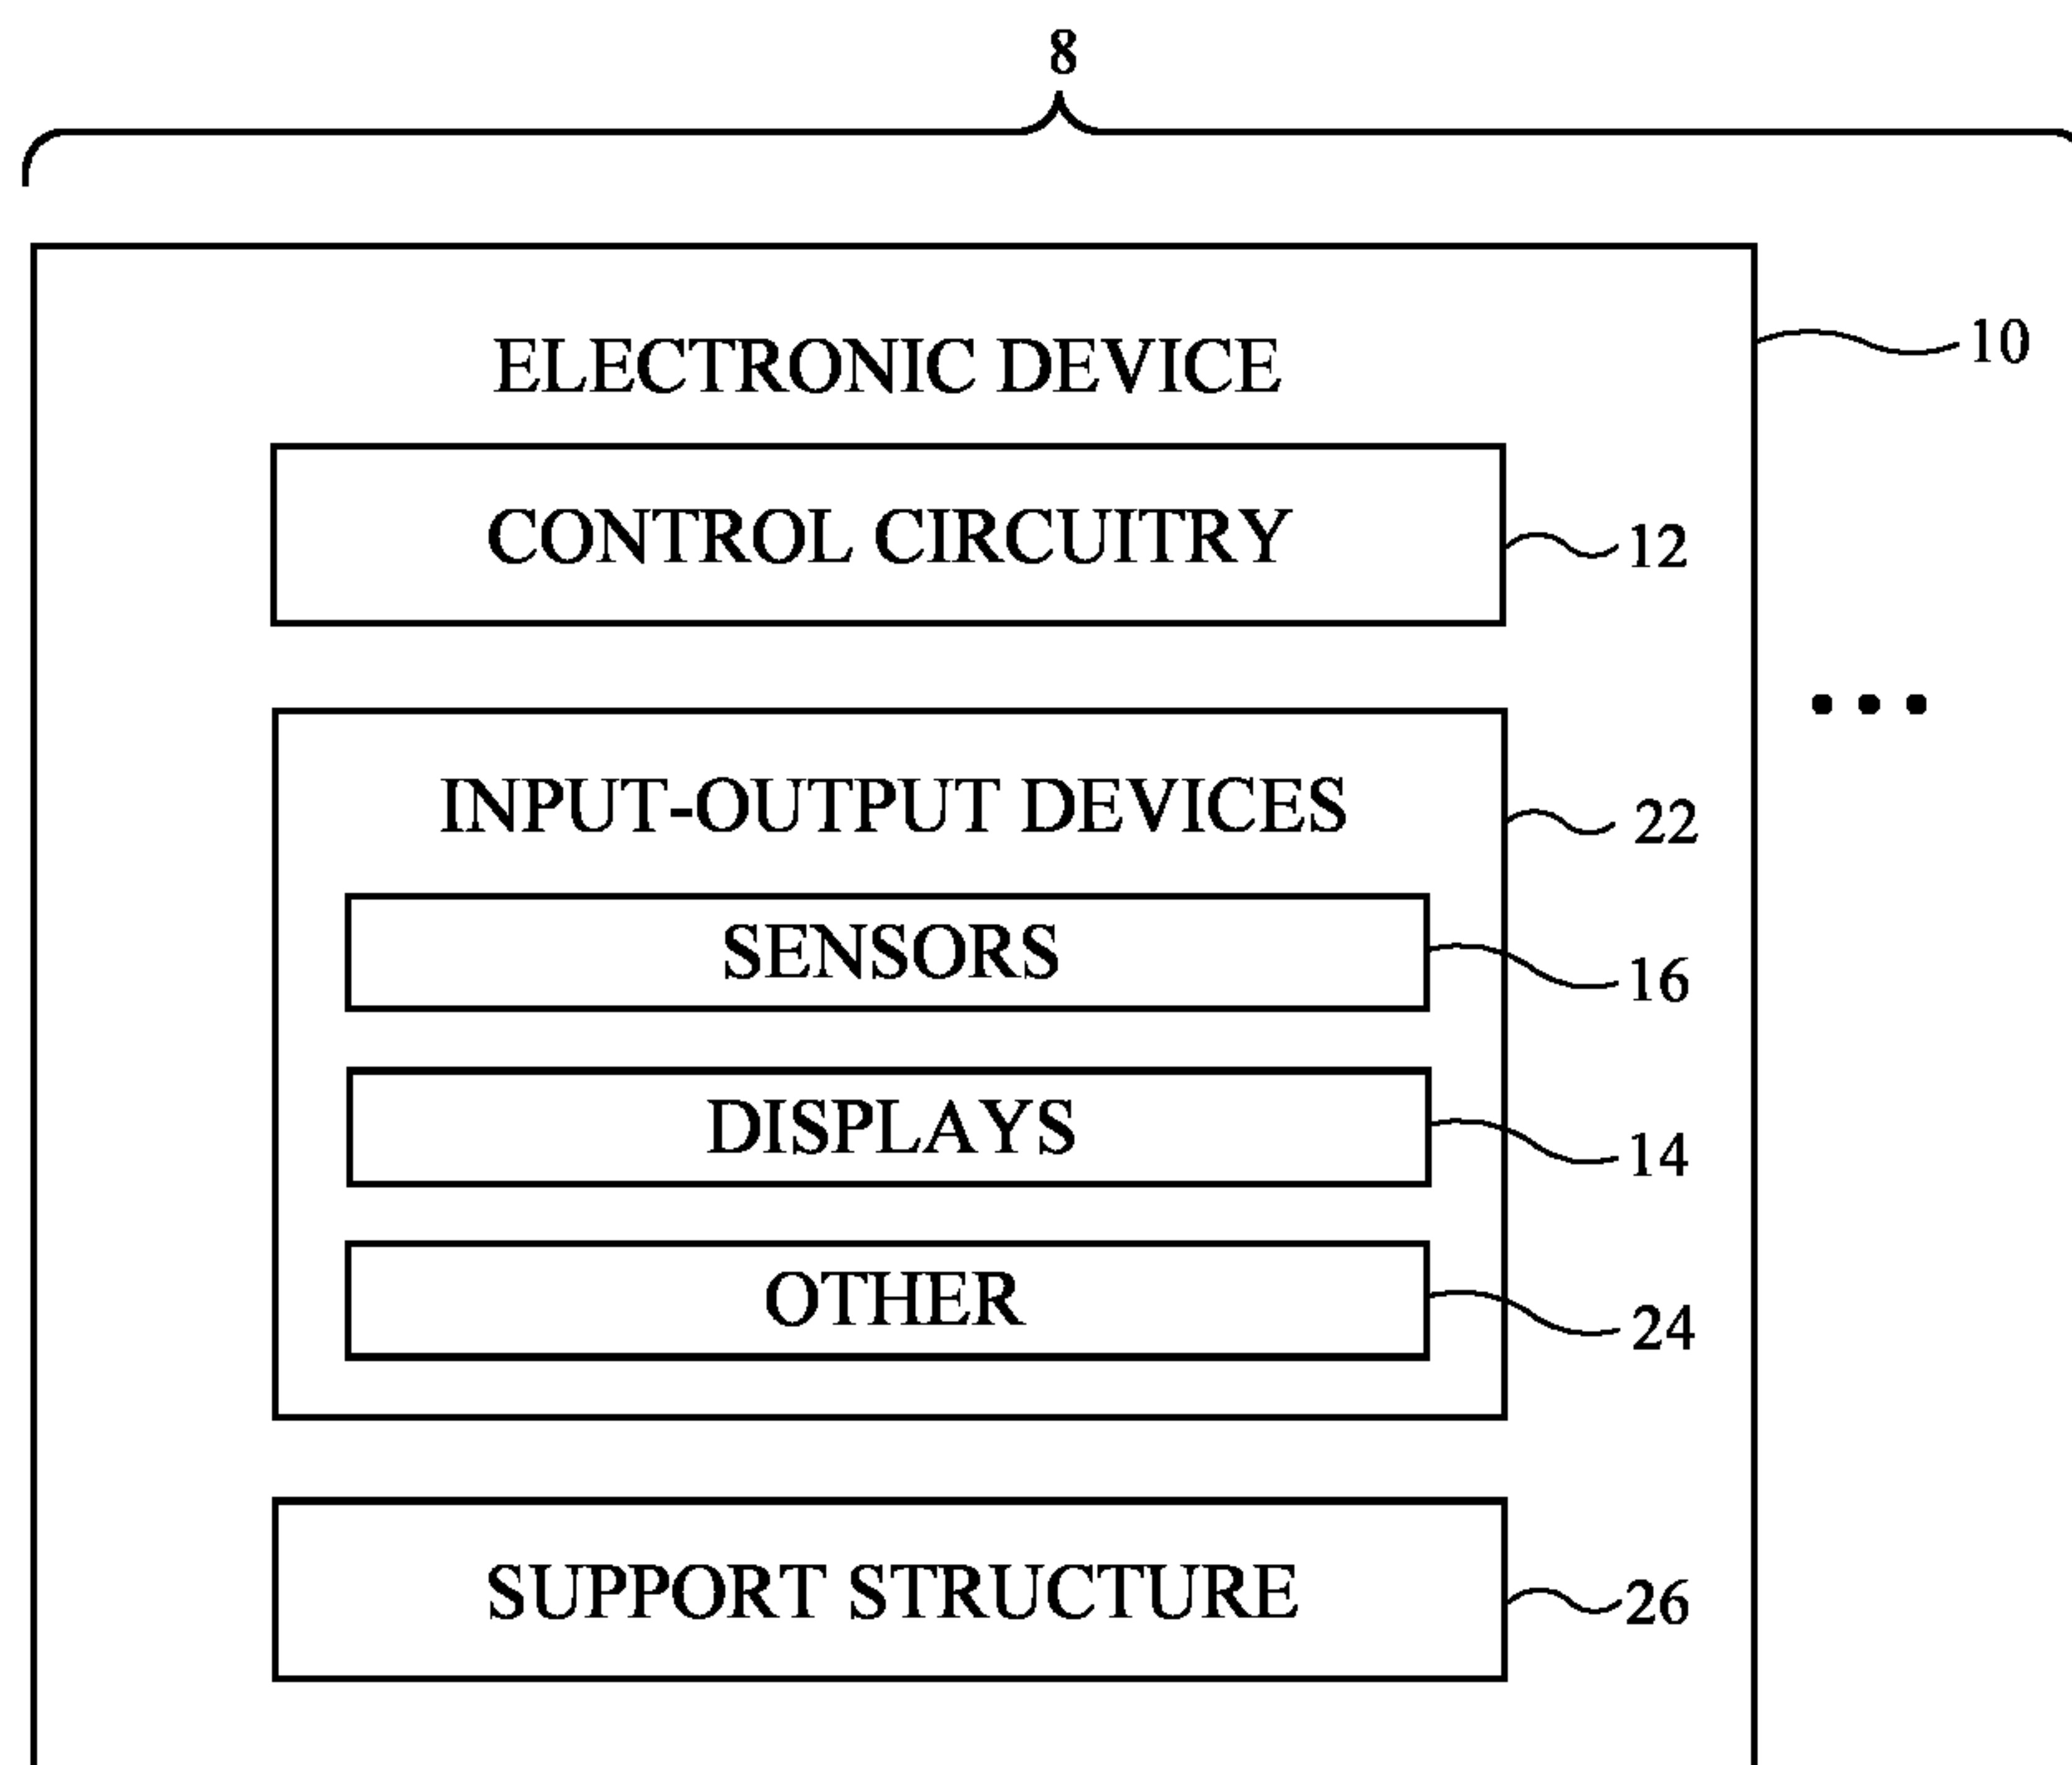 8
ELECTRONIC DEVICE
10
CONTROL CIRCUITRY
12
INPUT-OUTPUT DEVICES
22
SENSORS
16
DISPLAYS
14
OTHER
24
SUPPORT STRUCTURE
26